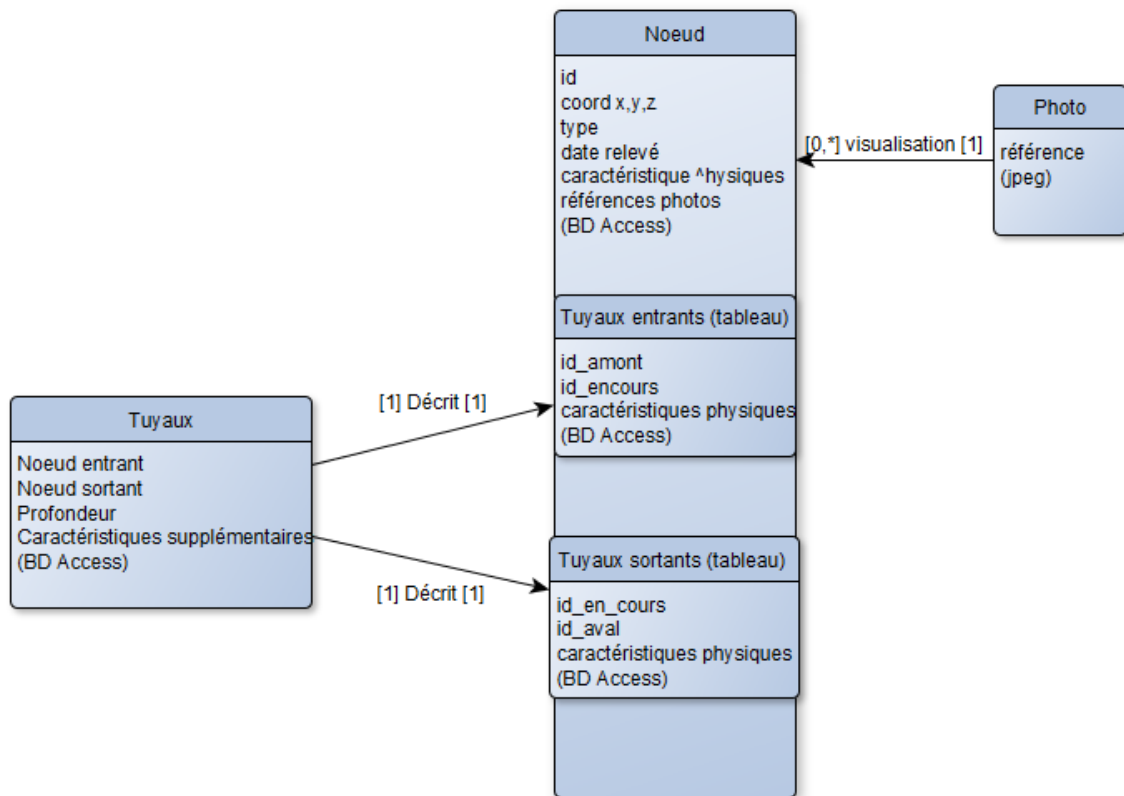 Noeud
id
coord x,y,z
type
date relevé
caractéristique ^hysiques
références photos
(BD Access)
Photo
référence
(jpeg)
[0,*] visualisation [1]
Tuyaux entrants (tableau)
id_amont
id_encours
caractéristiques physiques
(BD Access)
[1] Décrit [1]
Tuyaux
Noeud entrant
Noeud sortant
Profondeur
Caractéristiques supplémentaires
(BD Access)
[1] Décrit [1]
Tuyaux sortants (tableau)
id_en_cours
id_aval
caractéristiques physiques
(BD Access)